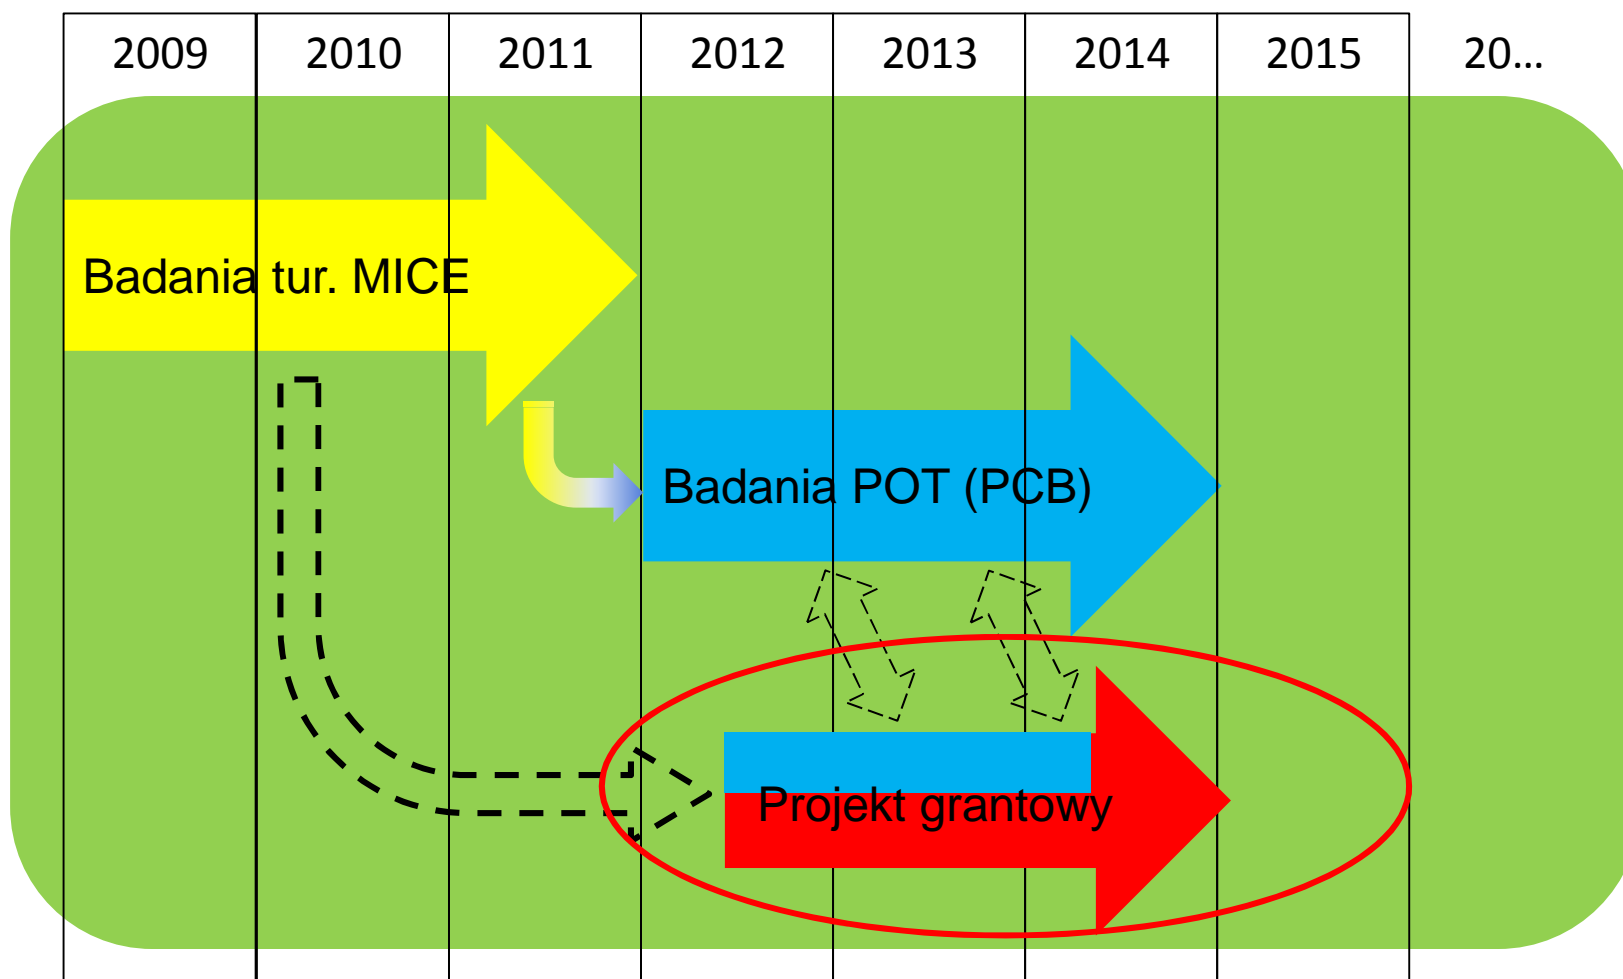 2009 2010 2011 2012 2013 2014 2015 20...
Badania tur. MICE
Badania POT (PCB)
Projekt grantowy